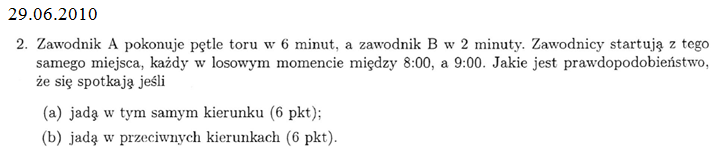 29.06.2010
2. Zawodnik A pokonuje pętle toru w 6 minut, a zawodnik B w 2 minuty. Zawodnicy startują z tego
samego miejsca, każdy w losowym momencie między 8:00, a 9:00. Jakie jest prawdopodobieństwo,
że się spotkają jeśli
(a) jadą w tym samym kierunku (6 pkt);
(b) jadą w przeciwnych kierunkach (6 pkt).